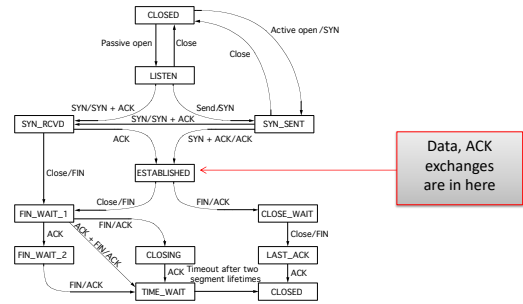 CLOSED
Active open /SYN
Passive open
Close
Close
LISTEN
SYN/SYN + ACK
Send/SYN
SYN/SYN + ACK
SYN_RCVD
SYN_SENT
ACK
SYN + ACK/ACK
Data, ACK
exchanges
are in here
ESTABLISHED
Close/FIN
Close/FIN
FIN/ACK
FIN_WAIT_1
CLOSE_WAIT
FIN/ACK
ACK
ACK + FIN/ACK
Close/FIN
FIN_WAIT_2
CLOSING
LAST_ACK
ACK
Timeout after two
segment lifetimes
ACK
FIN/ACK
TIME_WAIT
CLOSED